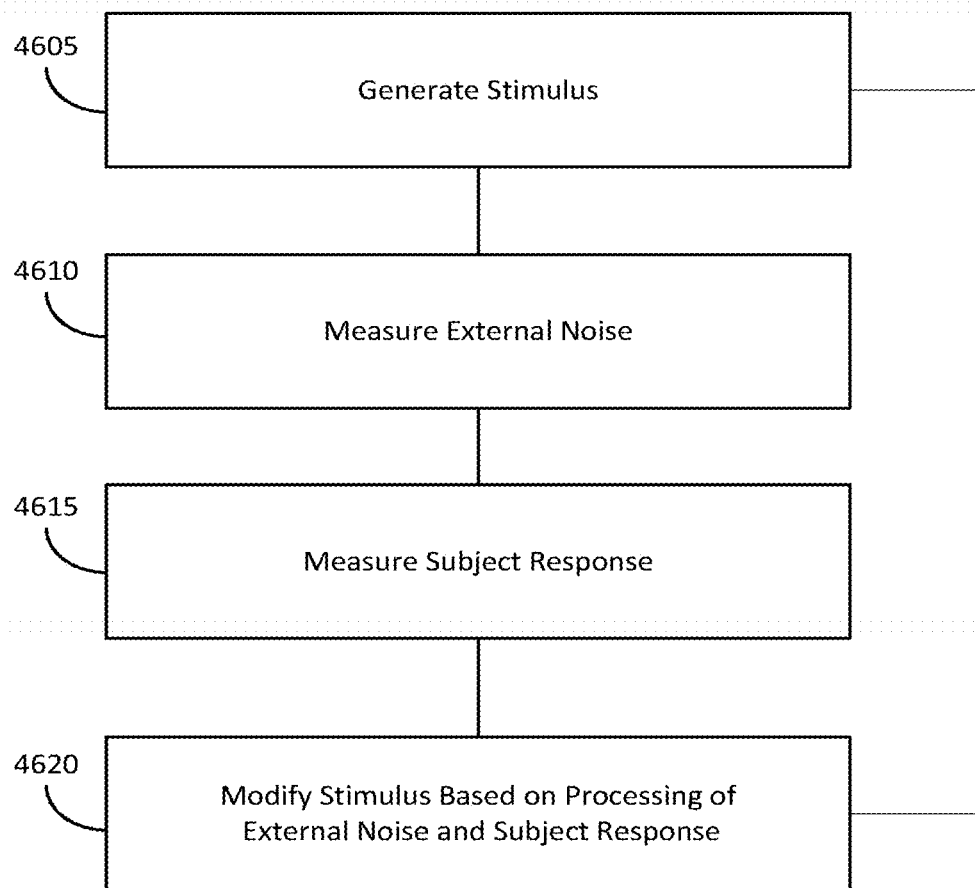 4605
Generate Stimulus
4610
Measure External Noise
4615
Measure Subject Response
4620
Modify Stimulus Based on Processing of
External Noise and Subject Response